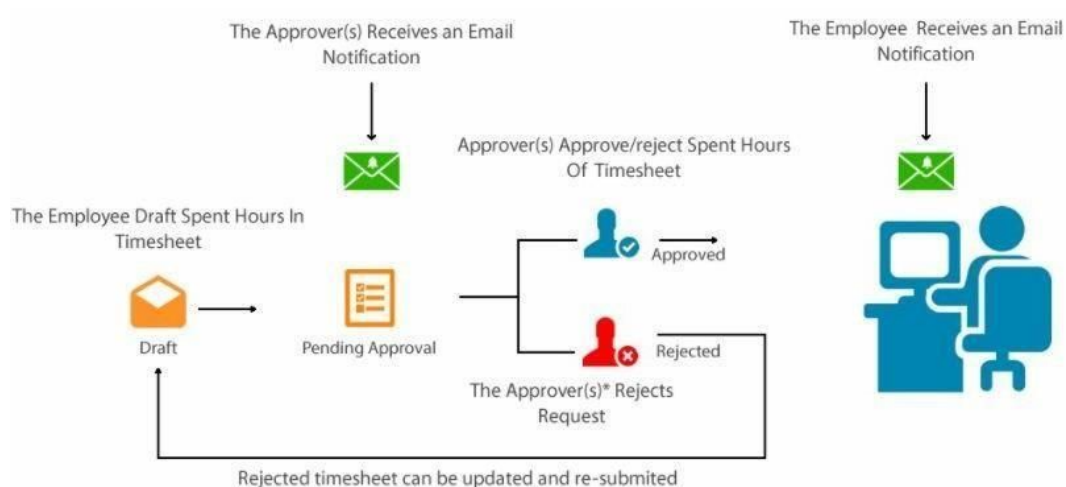 The Approver(s) Receives an Email
Notification
The Employee Receives an Email
Notification
Approver(s) Approve/reject Spent Hours
Of Timesheet
The Employee Draft Spent Hours In
Timesheet
Approved
Draft
Pending Approval
Rejected
The Approver(s)* Rejects
Request
Rejected timesheet can be updated and re-submited